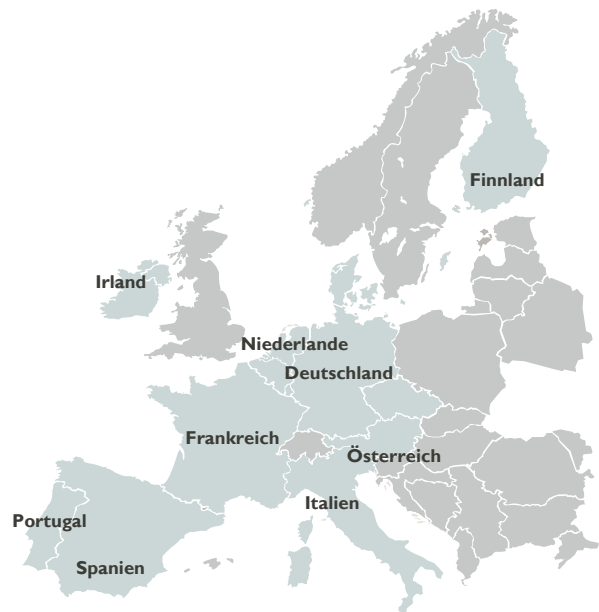 Finnland
Irland
Niederlande
Deutschland
Frankreich
Österreich
Italien
Portugal
Spanien